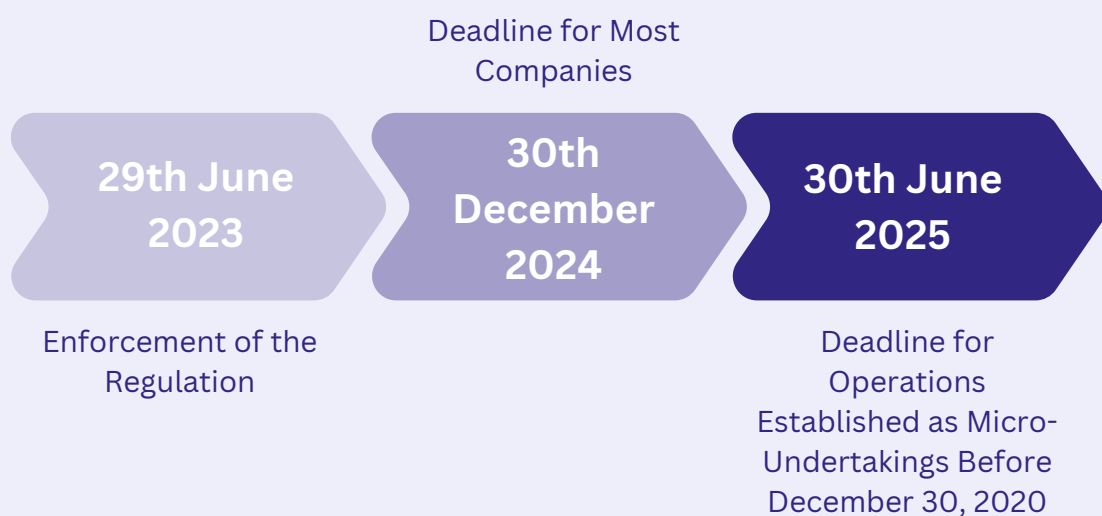 Deadline for Most
Companies
29th June
2023
30th
December
2024
30th June
2025
Enforcement of the
Regulation
Deadline for
Operations
Established as Micro-
Undertakings Before
December 30, 2020